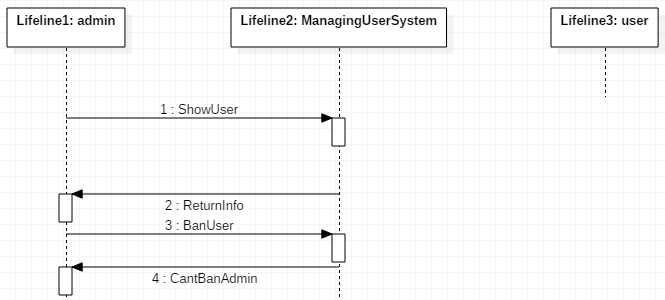 Lifeline1: admin
Lifeline2: ManagingUserSystem
Lifeline3: user
1 : ShowUser
2 : ReturnInfo
3 : BanUser
4 : CantBanAdmin